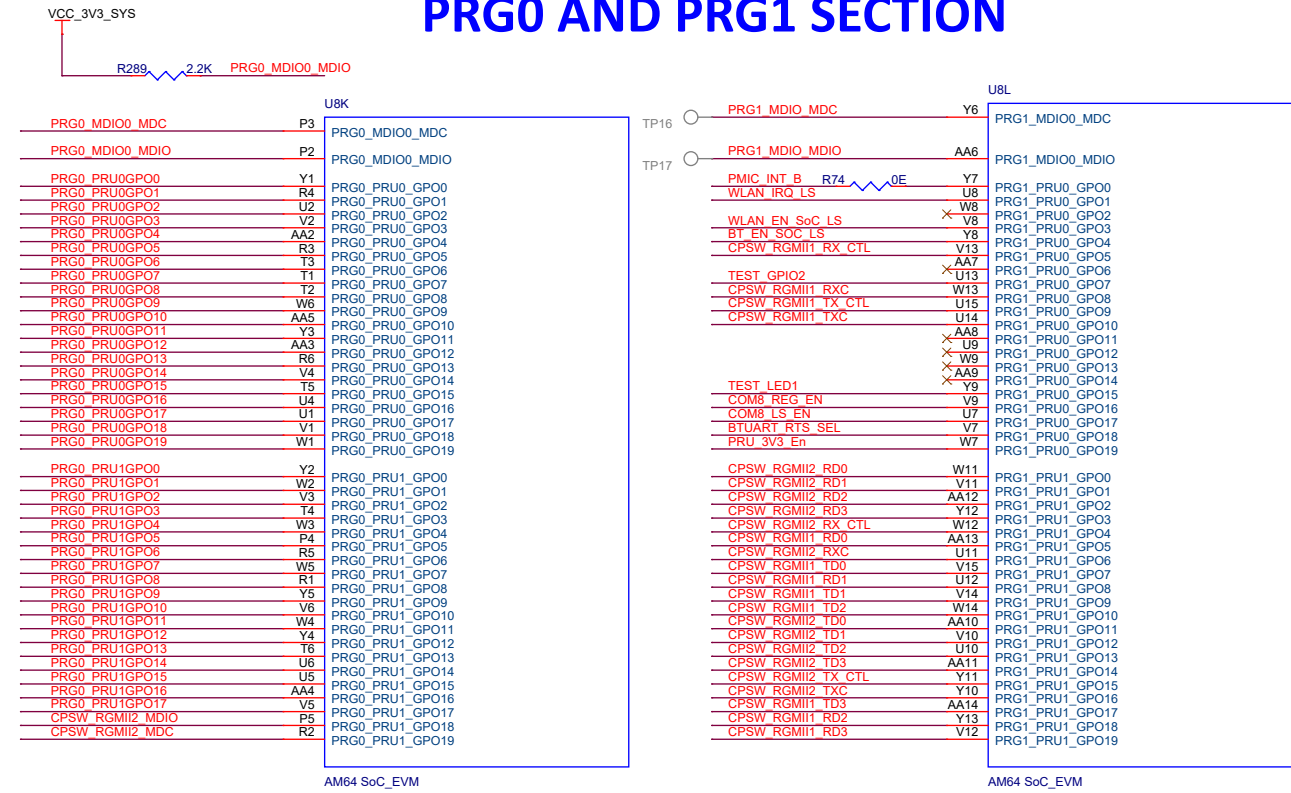 PRG0 AND PRG1 SECTION
VCC_3V3_SYS
R289 2.2K PRG0_MDIO0_MDIO
U8K
PRG0_MDIO0_MDC P3 PRG0_MDIO0_MDC
PRG0_MDIO0_MDIO P2 PRG0_MDIO0_MDIO
PRG0_PRU0GPO0 Y1 PRG0_PRU0_GPO0
PRG0_PRU0GPO1 R4 PRG0_PRU0_GPO1
PRG0_PRU0GPO2 U2 PRG0_PRU0_GPO2
PRG0_PRU0GPO3 V2 PRG0_PRU0_GPO3
PRG0_PRU0GPO4 AA2 PRG0_PRU0_GPO4
PRG0_PRU0GPO5 R3 PRG0_PRU0_GPO5
PRG0_PRU0GPO6 T3 PRG0_PRU0_GPO6
PRG0_PRU0GPO7 T1 PRG0_PRU0_GPO7
PRG0_PRU0GPO8 T2 PRG0_PRU0_GPO8
PRG0_PRU0GPO9 W6 PRG0_PRU0_GPO9
PRG0_PRU0GPO10 AA5 PRG0_PRU0_GPO10
PRG0_PRU0GPO11 Y3 PRG0_PRU0_GPO11
PRG0_PRU0GPO12 AA3 PRG0_PRU0_GPO12
PRG0_PRU0GPO13 R6 PRG0_PRU0_GPO13
PRG0_PRU0GPO14 V4 PRG0_PRU0_GPO14
PRG0_PRU0GPO15 T5 PRG0_PRU0_GPO15
PRG0_PRU0GPO16 U4 PRG0_PRU0_GPO16
PRG0_PRU0GPO17 U1 PRG0_PRU0_GPO17
PRG0_PRU0GPO18 V1 PRG0_PRU0_GPO18
PRG0_PRU0GPO19 W1 PRG0_PRU0_GPO19
PRG0_PRU1GPO0 Y2 PRG0_PRU1_GPO0
PRG0_PRU1GPO1 W2 PRG0_PRU1_GPO1
PRG0_PRU1GPO2 V3 PRG0_PRU1_GPO2
PRG0_PRU1GPO3 T4 PRG0_PRU1_GPO3
PRG0_PRU1GPO4 W3 PRG0_PRU1_GPO4
PRG0_PRU1GPO5 P4 PRG0_PRU1_GPO5
PRG0_PRU1GPO6 R5 PRG0_PRU1_GPO6
PRG0_PRU1GPO7 W5 PRG0_PRU1_GPO7
PRG0_PRU1GPO8 R1 PRG0_PRU1_GPO8
PRG0_PRU1GPO9 Y5 PRG0_PRU1_GPO9
PRG0_PRU1GPO10 V6 PRG0_PRU1_GPO10
PRG0_PRU1GPO11 W4 PRG0_PRU1_GPO11
PRG0_PRU1GPO12 Y4 PRG0_PRU1_GPO12
PRG0_PRU1GPO13 T6 PRG0_PRU1_GPO13
PRG0_PRU1GPO14 U6 PRG0_PRU1_GPO14
PRG0_PRU1GPO15 U5 PRG0_PRU1_GPO15
PRG0_PRU1GPO16 AA4 PRG0_PRU1_GPO16
PRG0_PRU1GPO17 V5 PRG0_PRU1_GPO17
CPSW_RGMII2_MDIO P5 PRG0_PRU1_GPO18
CPSW_RGMII2_MDC R2 PRG0_PRU1_GPO19
AM64 SoC_EVM
U8L
TP16 PRG1_MDIO_MDC Y6 PRG1_MDIO0_MDC
TP17 PRG1_MDIO_MDIO AA6 PRG1_MDIO0_MDIO
PMIC_INT_B R74 0E Y7 PRG1_PRU0_GPO0
WLAN_IRQ_LS U8 PRG1_PRU0_GPO1
W8 PRG1_PRU0_GPO2
WLAN_EN_SoC_LS V8 PRG1_PRU0_GPO3
BT_EN_SOC_LS Y8 PRG1_PRU0_GPO4
CPSW_RGMII1_RX_CTL V13 PRG1_PRU0_GPO5
AA7 PRG1_PRU0_GPO6
TEST_GPIO2 U13 PRG1_PRU0_GPO7
CPSW_RGMII1_RXC W13 PRG1_PRU0_GPO8
CPSW_RGMII1_TX_CTL U15 PRG1_PRU0_GPO9
CPSW_RGMII1_TXC U14 PRG1_PRU0_GPO10
AA8 PRG1_PRU0_GPO11
U9 PRG1_PRU0_GPO12
W9 PRG1_PRU0_GPO13
AA9 PRG1_PRU0_GPO14
TEST_LED1 Y9 PRG1_PRU0_GPO15
COM8_REG_EN V9 PRG1_PRU0_GPO16
COM8_LS_EN U7 PRG1_PRU0_GPO17
BTUART_RTS_SEL V7 PRG1_PRU0_GPO18
PRU_3V3_En W7 PRG1_PRU0_GPO19
CPSW_RGMII2_RD0 W11 PRG1_PRU1_GPO0
CPSW_RGMII2_RD1 V11 PRG1_PRU1_GPO1
CPSW_RGMII2_RD2 AA12 PRG1_PRU1_GPO2
CPSW_RGMII2_RD3 Y12 PRG1_PRU1_GPO3
CPSW_RGMII2_RX_CTL W12 PRG1_PRU1_GPO4
CPSW_RGMII1_RD0 AA13 PRG1_PRU1_GPO5
CPSW_RGMII2_RXC U11 PRG1_PRU1_GPO6
CPSW_RGMII1_TD0 V15 PRG1_PRU1_GPO7
CPSW_RGMII1_RD1 U12 PRG1_PRU1_GPO8
CPSW_RGMII1_TD1 V14 PRG1_PRU1_GPO9
CPSW_RGMII1_TD2 W14 PRG1_PRU1_GPO10
CPSW_RGMII2_TD0 AA10 PRG1_PRU1_GPO11
CPSW_RGMII2_TD1 V10 PRG1_PRU1_GPO12
CPSW_RGMII2_TD2 U10 PRG1_PRU1_GPO13
CPSW_RGMII2_TD3 AA11 PRG1_PRU1_GPO14
CPSW_RGMII2_TX_CTL Y11 PRG1_PRU1_GPO15
CPSW_RGMII2_TXC Y10 PRG1_PRU1_GPO16
CPSW_RGMII1_TD3 AA14 PRG1_PRU1_GPO17
CPSW_RGMII1_RD2 Y13 PRG1_PRU1_GPO18
CPSW_RGMII1_RD3 V12 PRG1_PRU1_GPO19
AM64 SoC_EVM